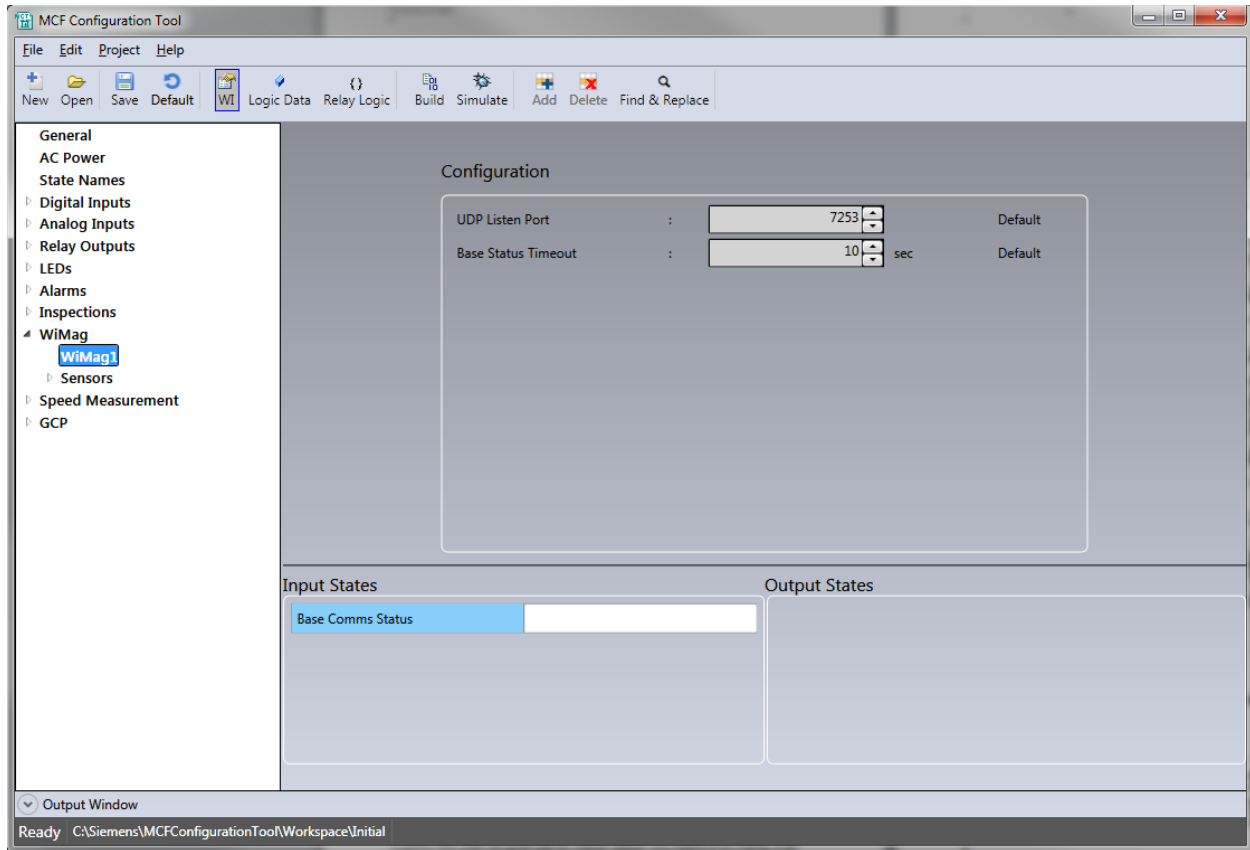 MCF Configuration Tool
File Edit Project Help
New Open Save Default WI Logic Data Relay Logic Build Simulate Add Delete Find & Replace
General
AC Power
State Names
Digital Inputs
Analog Inputs
Relay Outputs
LEDs
Alarms
Inspections
WiMag
WiMag1
Sensors
Speed Measurement
GCP
Configuration
UDP Listen Port : 7253 Default
Base Status Timeout : 10 sec Default
Input States
Base Comms Status
Output States
Output Window
Ready C:\Siemens\MCFConfigurationTool\Workspace\Initial